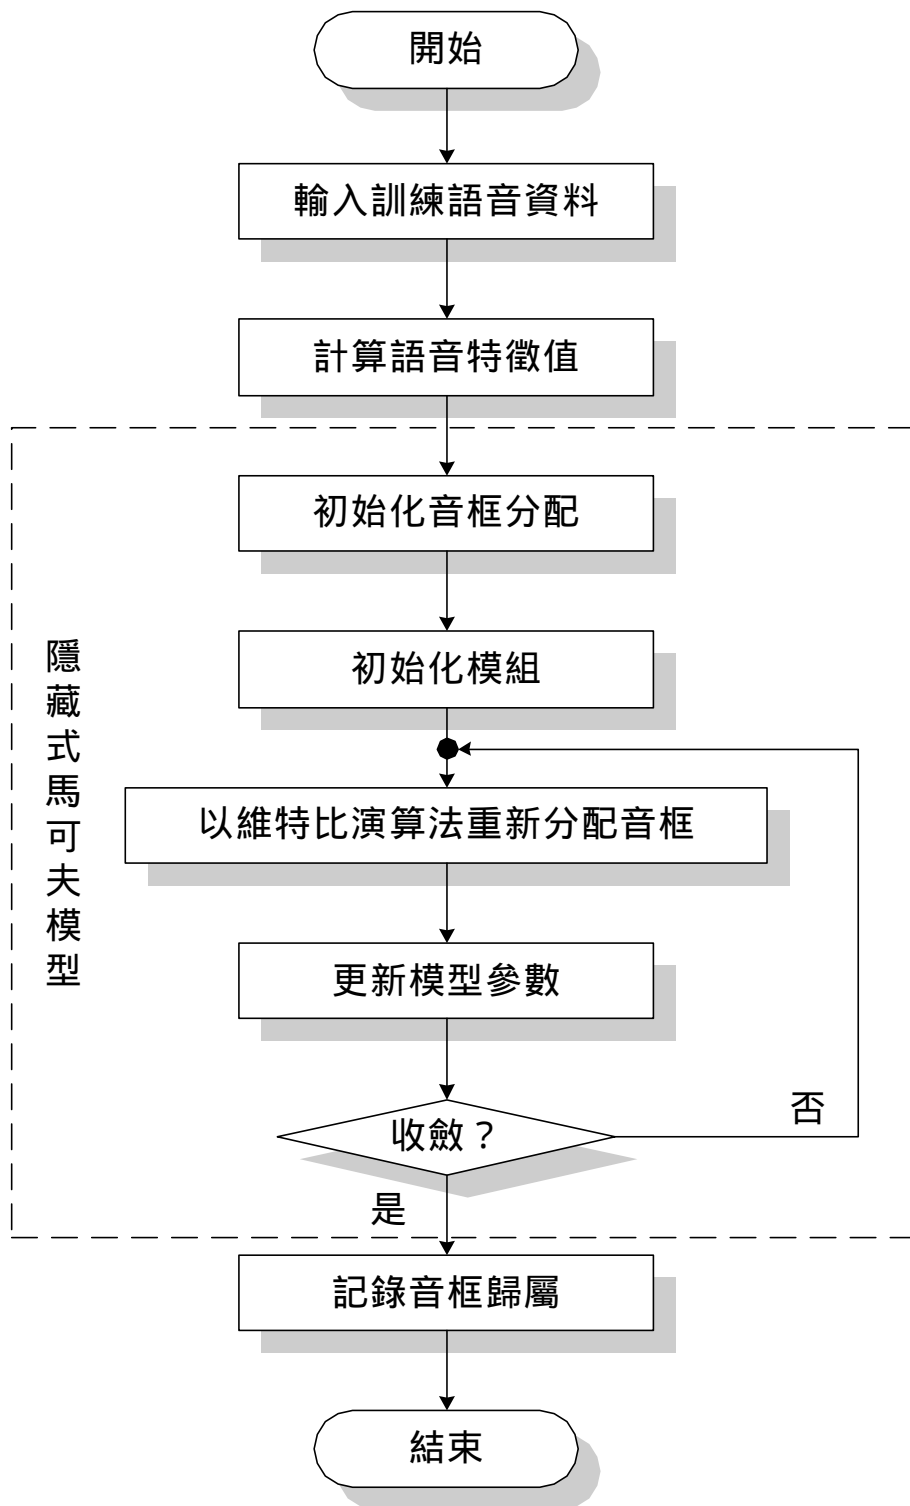 開始
輸入訓練語音資料
計算語音特徵值
初始化音框分配
初始化模組
隱藏式馬可夫模型
以維特比演算法重新分配音框
更新模型參數
收斂？
否
是
記錄音框歸屬
結束